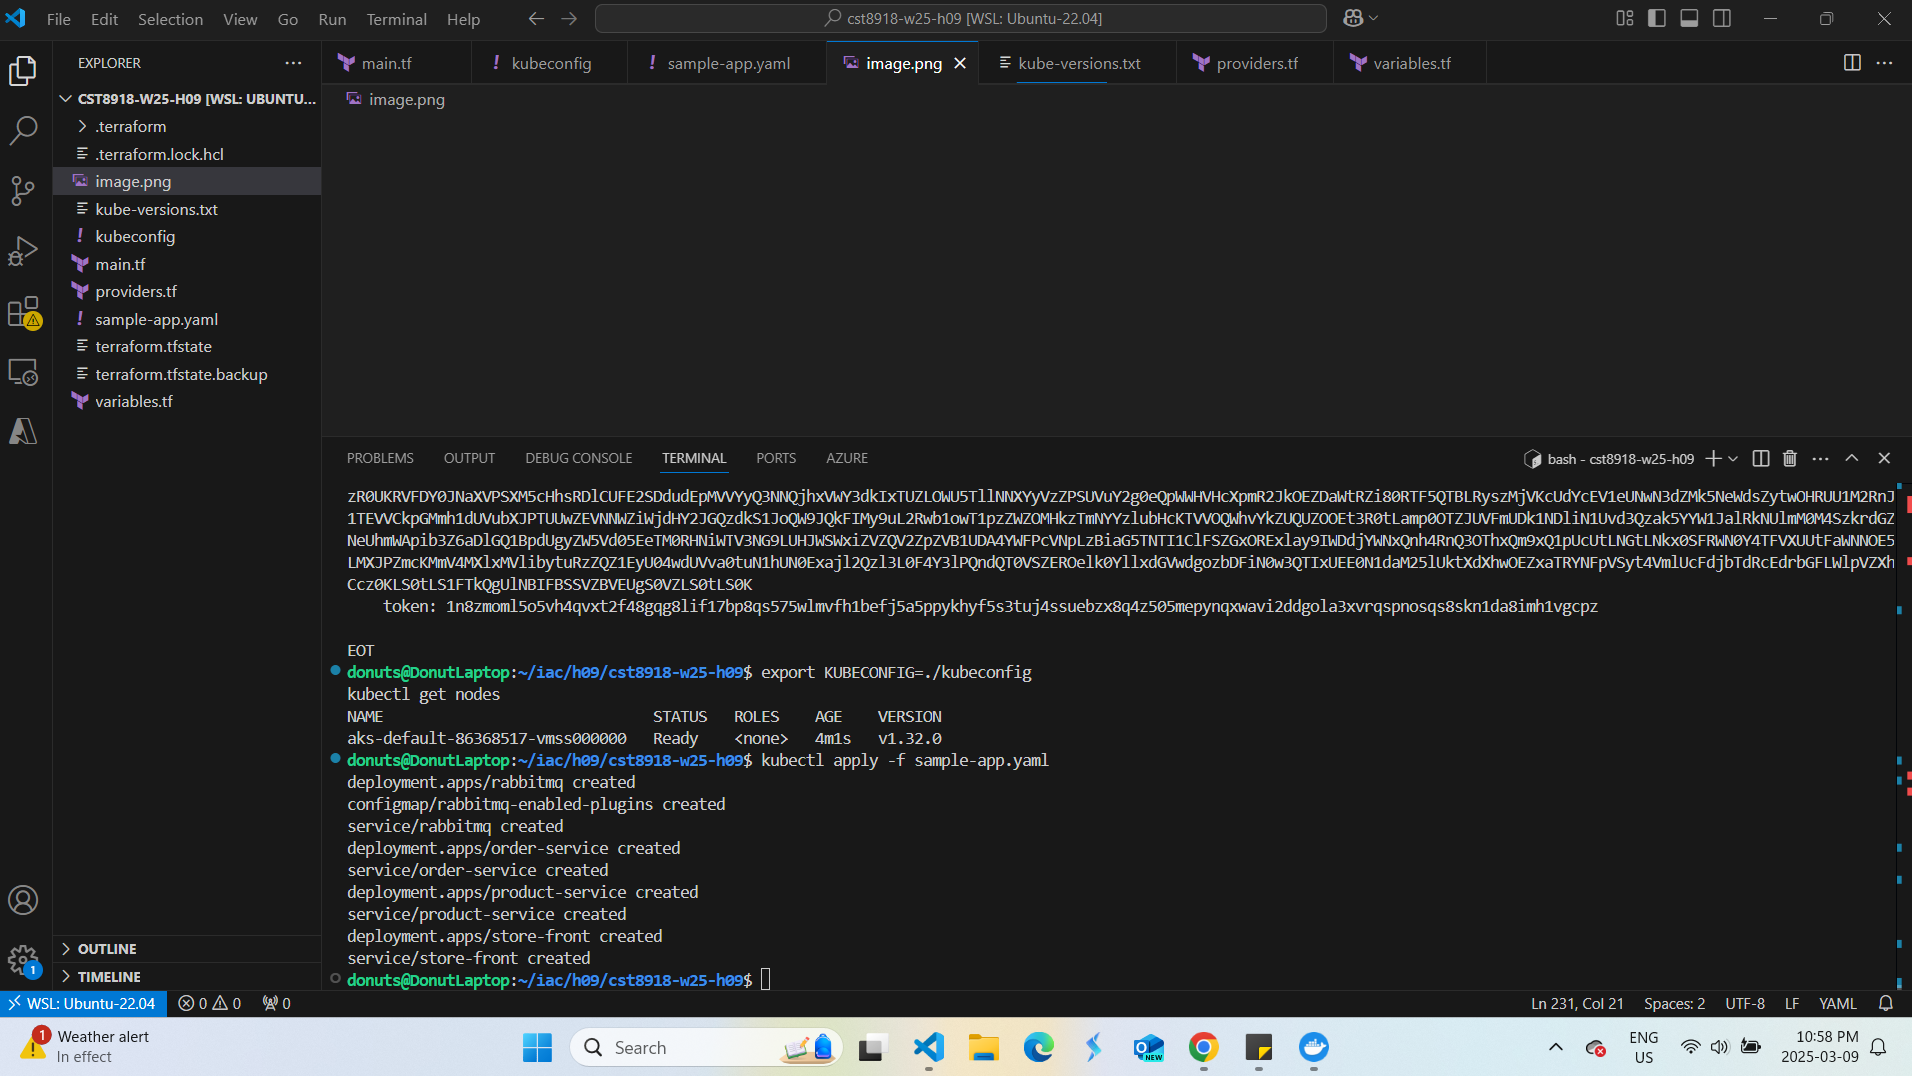 File Edit Selection View Go Run Terminal Help
cst8918-w25-h09 [WSL: Ubuntu-22.04]
EXPLORER
main.tf
kubeconfig
sample-app.yaml
image.png
kube-versions.txt
providers.tf
variables.tf
CST8918-W25-H09 [WSL: UBUNTU...
image.png
.terraform
.terraform.lock.hcl
image.png
kube-versions.txt
kubeconfig
main.tf
providers.tf
sample-app.yaml
terraform.tfstate
terraform.tfstate.backup
variables.tf
PROBLEMS OUTPUT DEBUG CONSOLE TERMINAL PORTS AZURE
bash - cst8918-w25-h09
EOT
donuts@DonutLaptop:~/iac/h09/cst8918-w25-h09$ export KUBECONFIG=./kubeconfig
kubectl get nodes
NAME STATUS ROLES AGE VERSION
aks-default-86368517-vmss000000 Ready <none> 4m1s v1.32.0
donuts@DonutLaptop:~/iac/h09/cst8918-w25-h09$ kubectl apply -f sample-app.yaml
deployment.apps/rabbitmq created
configmap/rabbitmq-enabled-plugins created
service/rabbitmq created
deployment.apps/order-service created
service/order-service created
deployment.apps/product-service created
service/product-service created
deployment.apps/store-front created
service/store-front created
donuts@DonutLaptop:~/iac/h09/cst8918-w25-h09$
OUTLINE
TIMELINE
1
WSL: Ubuntu-22.04 0 0 0
Ln 231, Col 21 Spaces: 2 UTF-8 LF YAML
1
Weather alert
In effect
Search
NEW
ENG
US
10:58 PM
2025-03-09